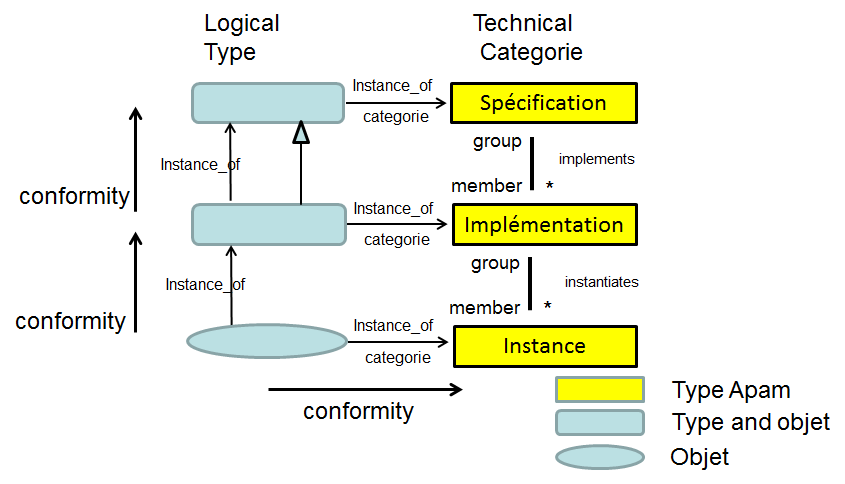 Logical
Type
Technical
Categorie
Instance_of
categorie
Spécification
group
implements
member
*
Instance_of
conformity
Instance_of
categorie
Implémentation
group
instantiates
member
*
Instance_of
conformity
Instance_of
categorie
Instance
conformity
Type Apam
Type and objet
Objet